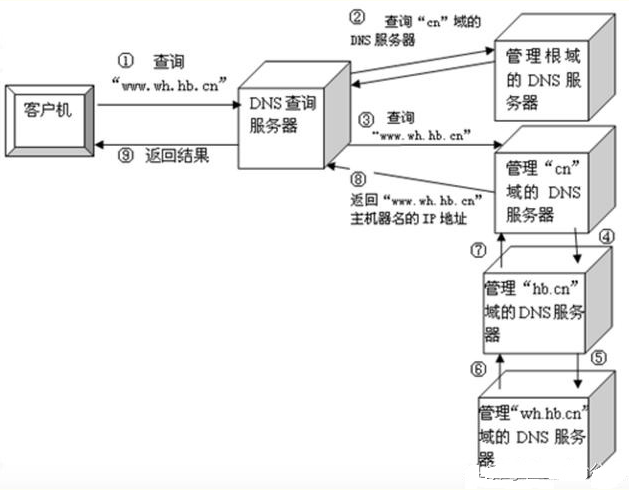 ② 查询“cn”域的
DNS 服务器
① 查询
“www.wh.hb.cn”
管理根域
的 DNS 服
务器
客户机
DNS 查询
服务器
③ 查询
“www.wh.hb.cn”
⑨ 返回结果
⑧
返回“www.wh.hb.cn”
主机器名的 IP 地址
管理“cn”
域的 DNS
服务器
⑦
④
管理“hb.cn”
域的 DNS 服务
器
⑥
⑤
管理“wh.hb.cn”
域的 DNS 服务
器